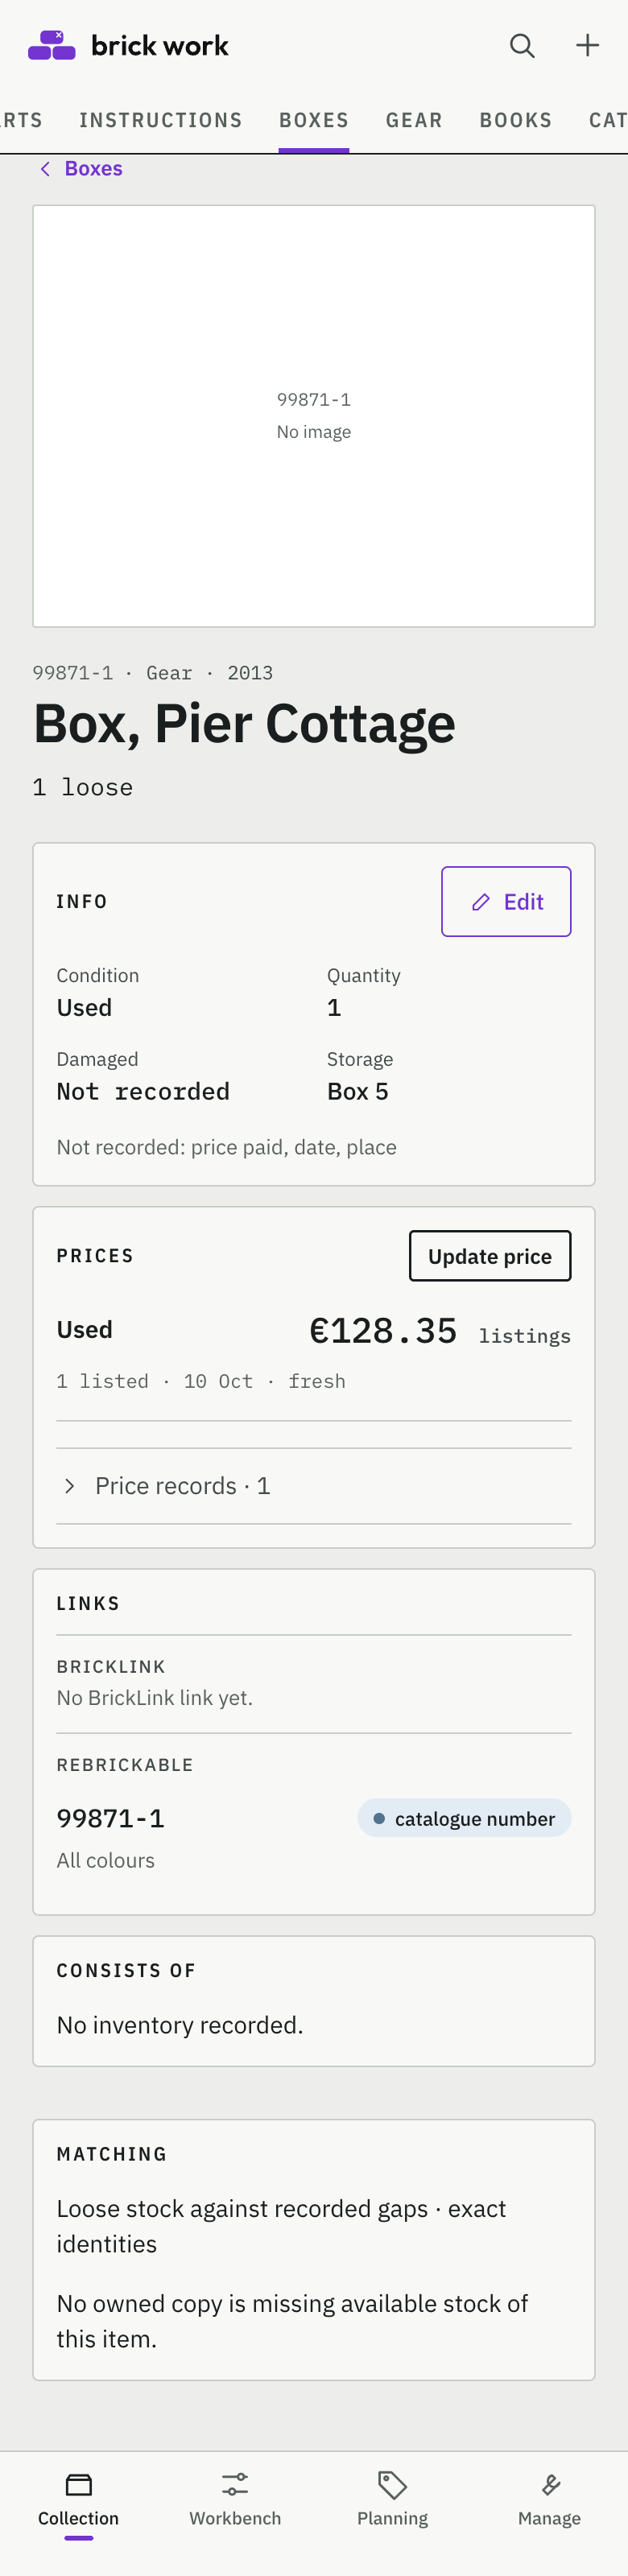 brick work
RTS INSTRUCTIONS BOXES GEAR BOOKS CAT
Boxes
99871-1
No image
99871-1 · Gear · 2013
Box, Pier Cottage
1 loose
INFO
Edit
Condition
Quantity
Used
1
Damaged
Storage
Not recorded
Box 5
Not recorded: price paid, date, place
PRICES
Update price
Used
€128.35 listings
1 listed · 10 Oct · fresh
Price records · 1
LINKS
BRICKLINK
No BrickLink link yet.
REBRICKABLE
99871-1
catalogue number
All colours
CONSISTS OF
No inventory recorded.
MATCHING
Loose stock against recorded gaps · exact
identities
No owned copy is missing available stock of
this item.
Collection Workbench Planning Manage